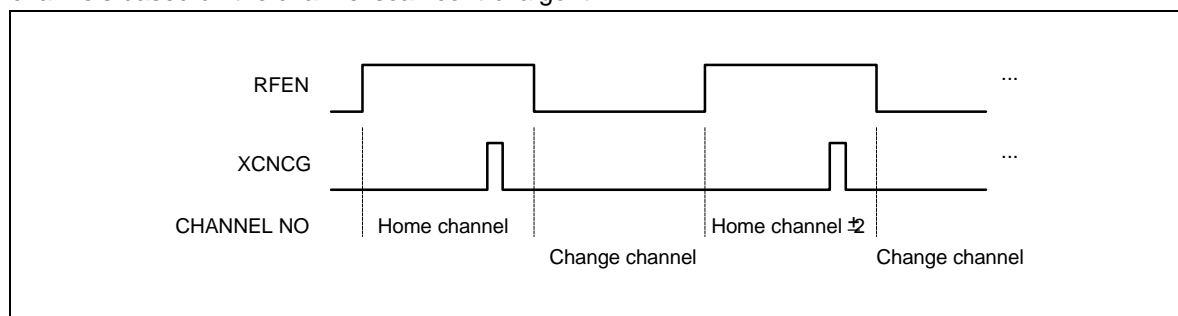 RFEN
...
XCNCG
...
CHANNEL NO Home channel Home channel ±2
Change channel Change channel